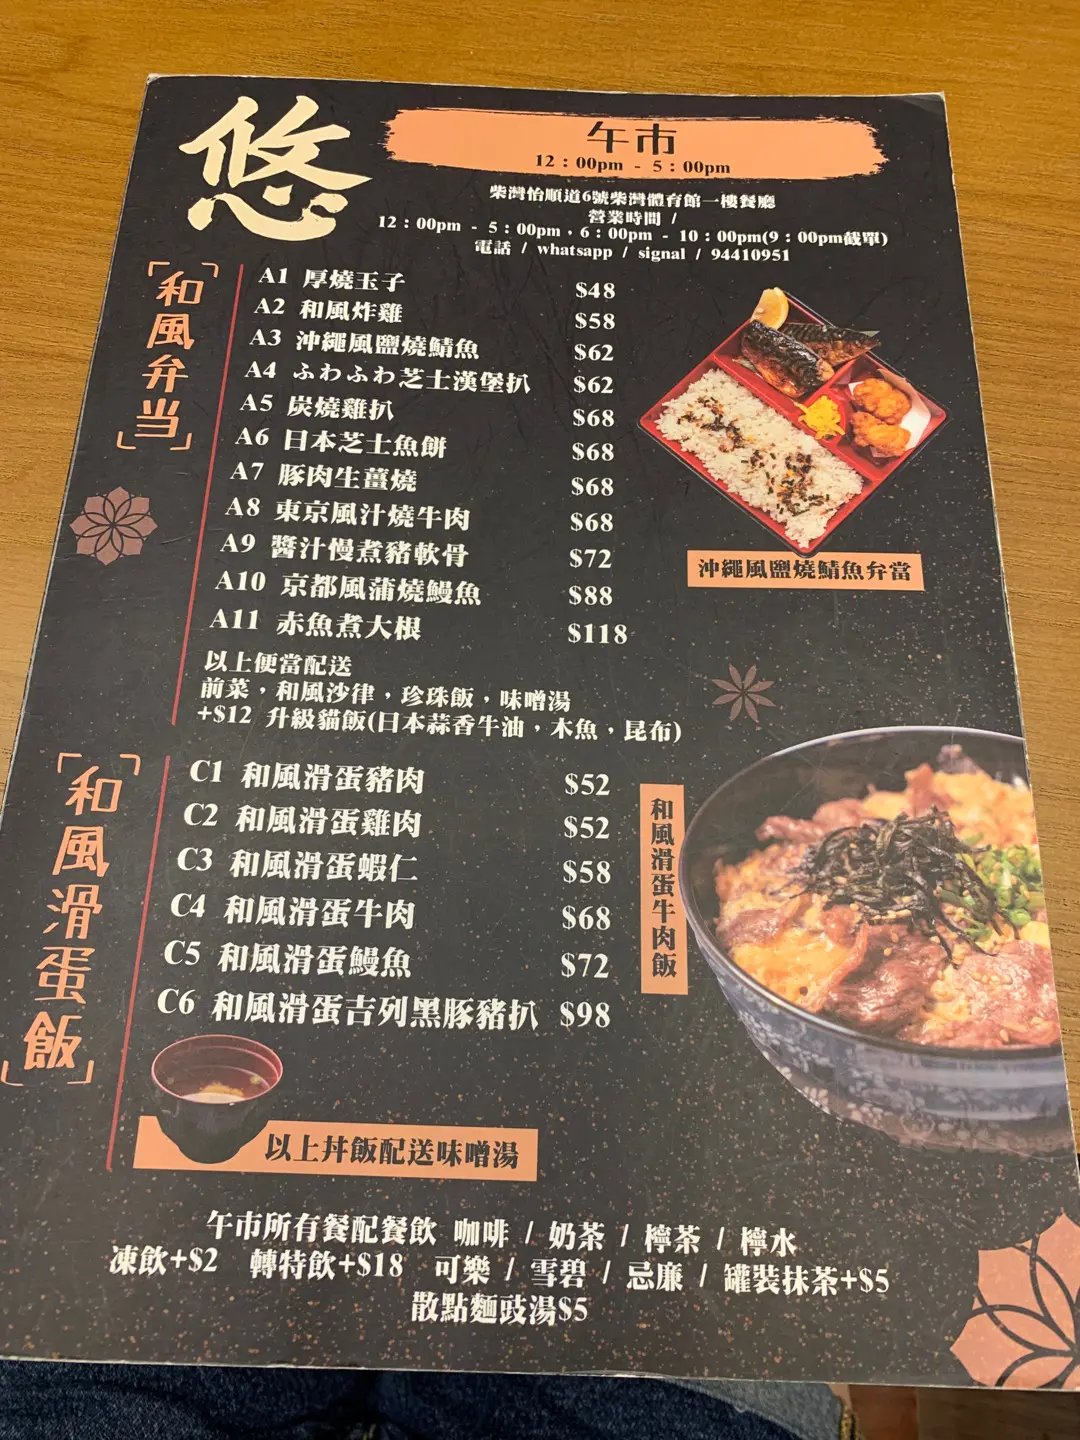 悠
午市
12：00pm - 5：00pm
柴灣怡順道6號柴灣體育館一樓餐廳
營業時間 /
12：00pm - 5：00pm，6：00pm - 10：00pm(9：00pm截單)
電話 / whatsapp / signal / 94410951
和風弁当
A1 厚燒玉子 $48
A2 和風炸雞 $58
A3 沖繩風鹽燒鯖魚 $62
A4 ふわふわ芝士漢堡扒 $62
A5 炭燒雞扒 $68
A6 日本芝士魚餅 $68
A7 豚肉生薑燒 $68
A8 東京風汁燒牛肉 $68
A9 醬汁慢煮豬軟骨 $72
A10 京都風蒲燒鰻魚 $88
A11 赤魚煮大根 $118
以上便當配送
前菜，和風沙律，珍珠飯，味噌湯
+$12 升級貓飯(日本蒜香牛油，木魚，昆布)
沖繩風鹽燒鯖魚弁當
和風滑蛋飯
C1 和風滑蛋豬肉 $52
C2 和風滑蛋雞肉 $52
C3 和風滑蛋蝦仁 $58
C4 和風滑蛋牛肉 $68
C5 和風滑蛋鰻魚 $72
C6 和風滑蛋吉列黑豚豬扒 $98
和風滑蛋牛肉飯
以上丼飯配送味噌湯
午市所有餐配餐飲 咖啡 / 奶茶 / 檸茶 / 檸水
凍飲+$2 轉特飲+$18 可樂 / 雪碧 / 忌廉 / 罐裝抹茶+$5
散點麵豉湯$5